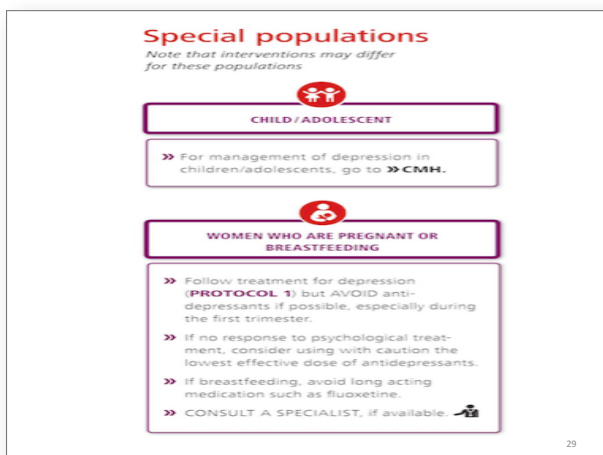 Special populations
Note that interventions may differ
for these populations
CHILD/ADOLESCENT
» For management of depression in
children/adolescents, go to »CMH.
WOMEN WHO ARE PREGNANT OR
BREASTFEEDING
» Follow treatment for depression
(PROTOCOL 1) but AVOID anti-
depressants if possible, especially during
the first trimester.
» If no response to psychological treat-
ment, consider using with caution the
lowest effective dose of antidepressants.
» If breastfeeding, avoid long acting
medication such as fluoxetine.
» CONSULT A SPECIALIST, if available.
29